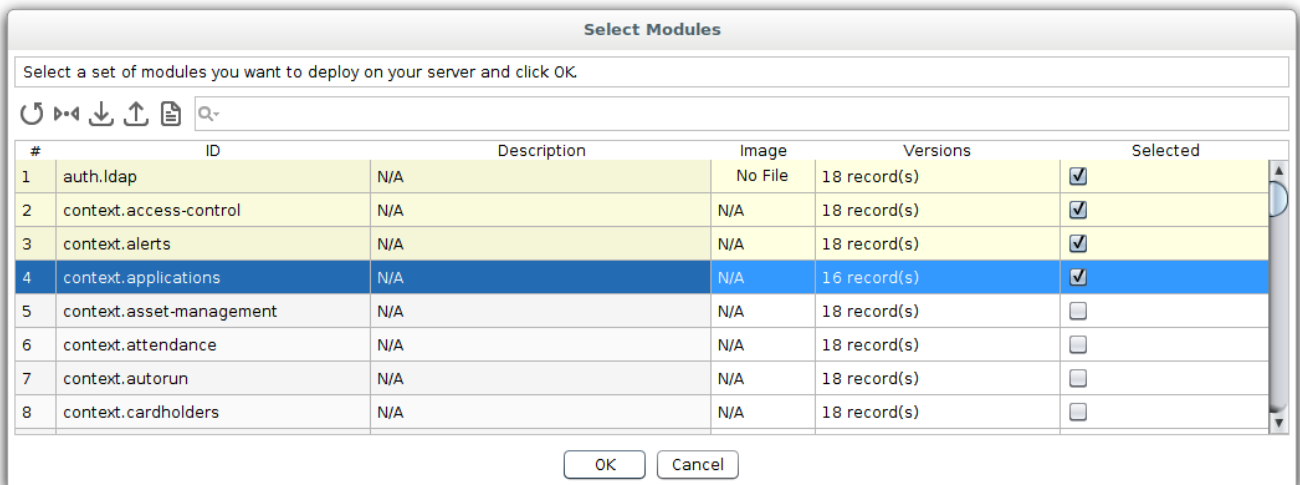 Select Modules
Select a set of modules you want to deploy on your server and click OK.
# ID Description Image Versions Selected
1 auth.ldap N/A No File 18 record(s)
2 context.access-control N/A N/A 18 record(s)
3 context.alerts N/A N/A 18 record(s)
4 context.applications N/A N/A 16 record(s)
5 context.asset-management N/A N/A 18 record(s)
6 context.attendance N/A N/A 18 record(s)
7 context.autorun N/A N/A 18 record(s)
8 context.cardholders N/A N/A 18 record(s)
OK Cancel